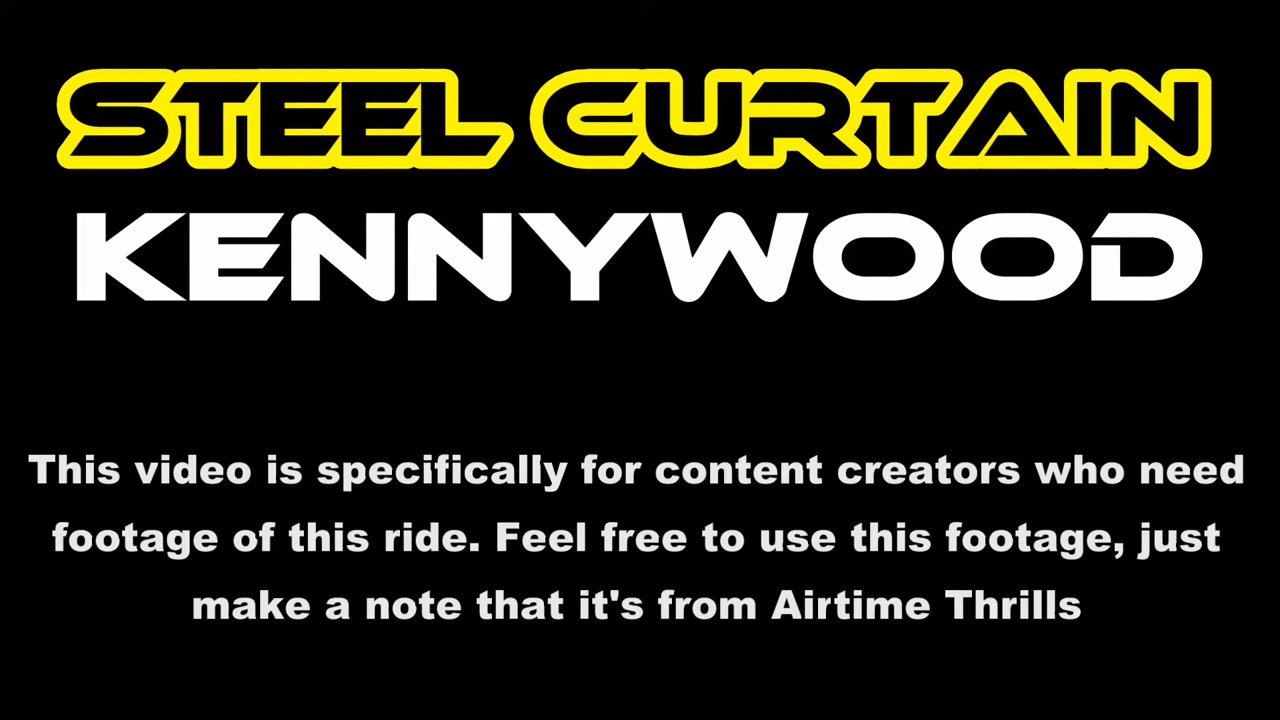 STEEL CURTAIN
KENNYWOOD
This video is specifically for content creators who need
footage of this ride. Feel free to use this footage, just
make a note that it's from Airtime Thrills